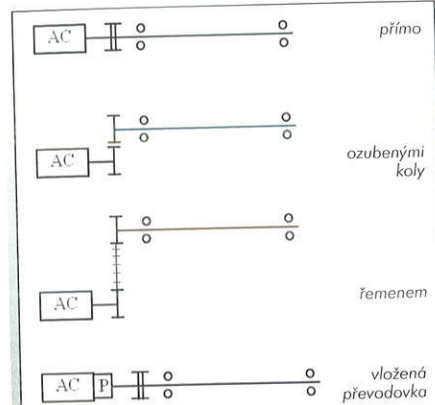 AC přímo
AC ozubenými
koly
AC řemenem
AC P vložená
převodovka